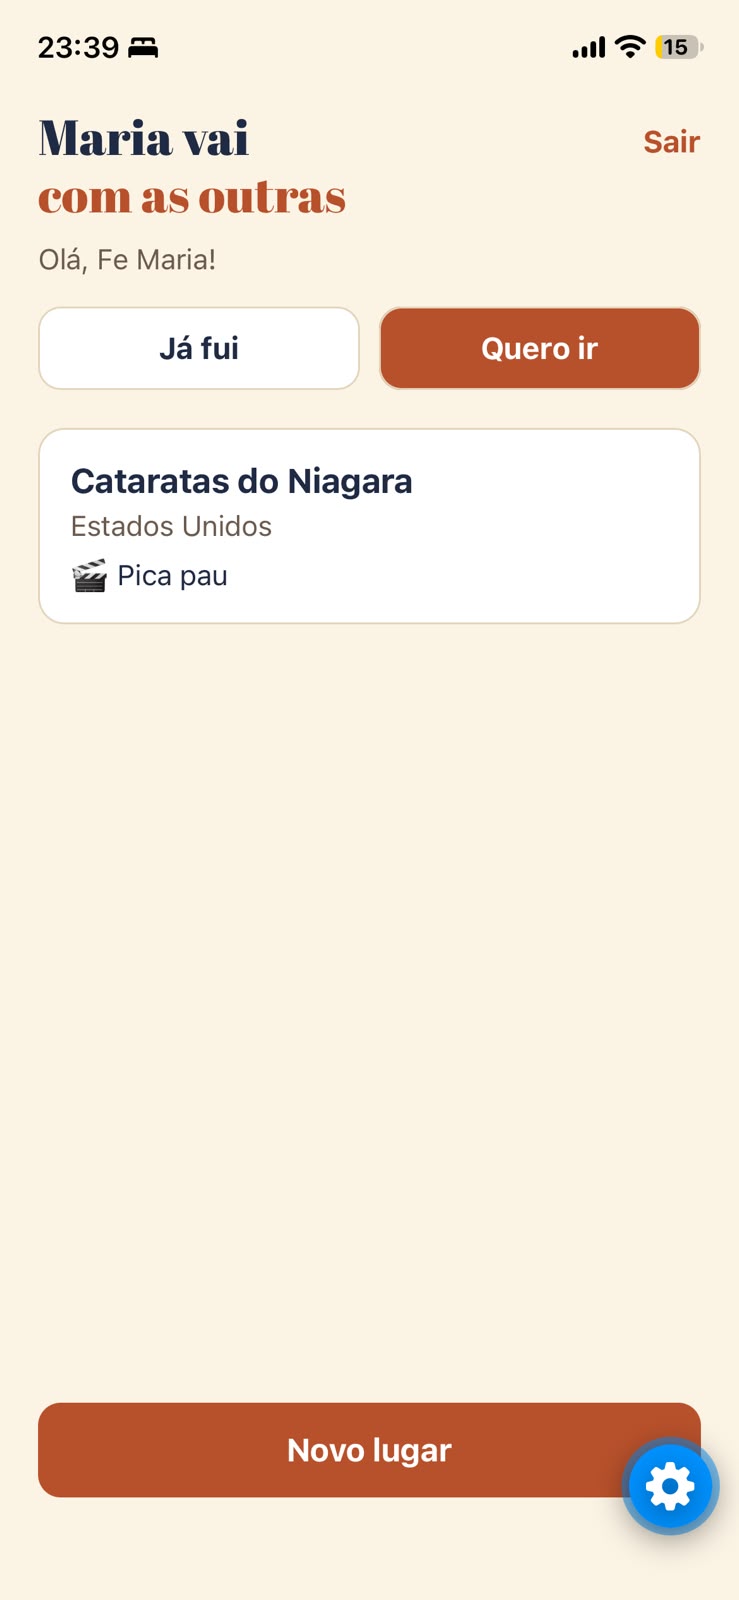 23:39
15
Maria vai
com as outras
Sair
Olá, Fe Maria!
Já fui
Quero ir
Cataratas do Niagara
Estados Unidos
🎬 Pica pau
Novo lugar